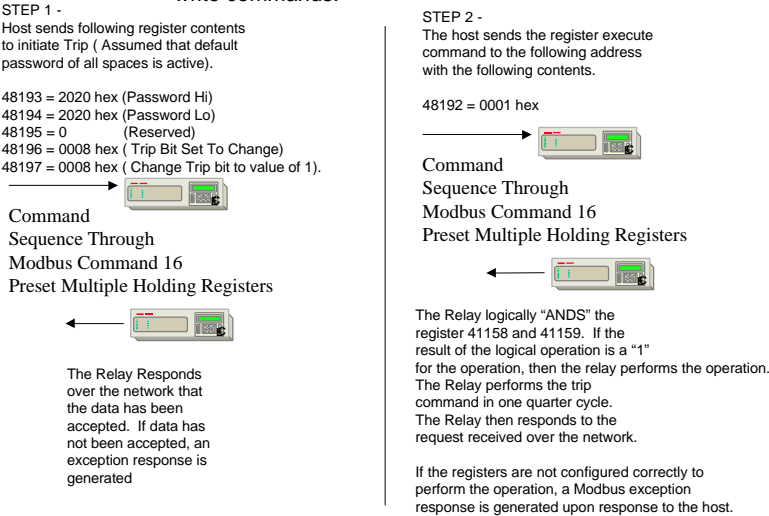 write commands.
STEP 1 -
Host sends following register contents
to initiate Trip ( Assumed that default
password of all spaces is active).
48193 = 2020 hex (Password Hi)
48194 = 2020 hex (Password Lo)
48195 = 0 (Reserved)
48196 = 0008 hex ( Trip Bit Set To Change)
48197 = 0008 hex ( Change Trip bit to value of 1).
Command
Sequence Through
Modbus Command 16
Preset Multiple Holding Registers
The Relay Responds
over the network that
the data has been
accepted. If data has
not been accepted, an
exception response is
generated
STEP 2 -
The host sends the register execute
command to the following address
with the following contents.
48192 = 0001 hex
Command
Sequence Through
Modbus Command 16
Preset Multiple Holding Registers
The Relay logically “ANDS” the
register 41158 and 41159. If the
result of the logical operation is a “1”
for the operation, then the relay performs the operation.
The Relay performs the trip
command in one quarter cycle.
The Relay then responds to the
request received over the network.
If the registers are not configured correctly to
perform the operation, a Modbus exception
response is generated upon response to the host.